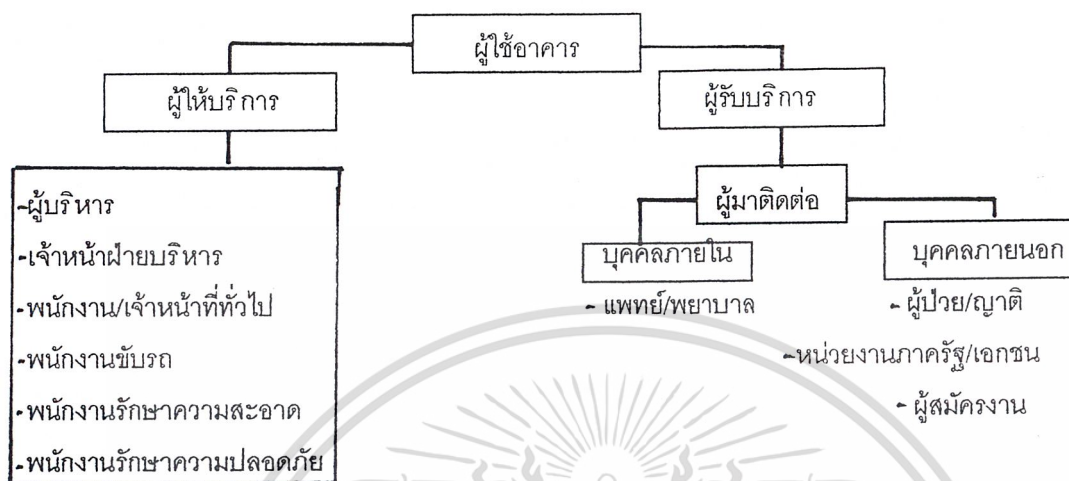 ผู้ใช้อาคาร
ผู้ให้บริการ
ผู้รับบริการ
-ผู้บริหาร
-เจ้าหน้าฝ่ายบริหาร
-พนักงาน/เจ้าหน้าที่ทั่วไป
-พนักงานขับรถ
-พนักงานรักษาความสะอาด
-พนักงานรักษาความปลอดภัย
ผู้มาติดต่อ
บุคคลภายใน
- แพทย์/พยาบาล
บุคคลภายนอก
- ผู้ป่วย/ญาติ
-หน่วยงานภาครัฐ/เอกชน
- ผู้สมัครงาน